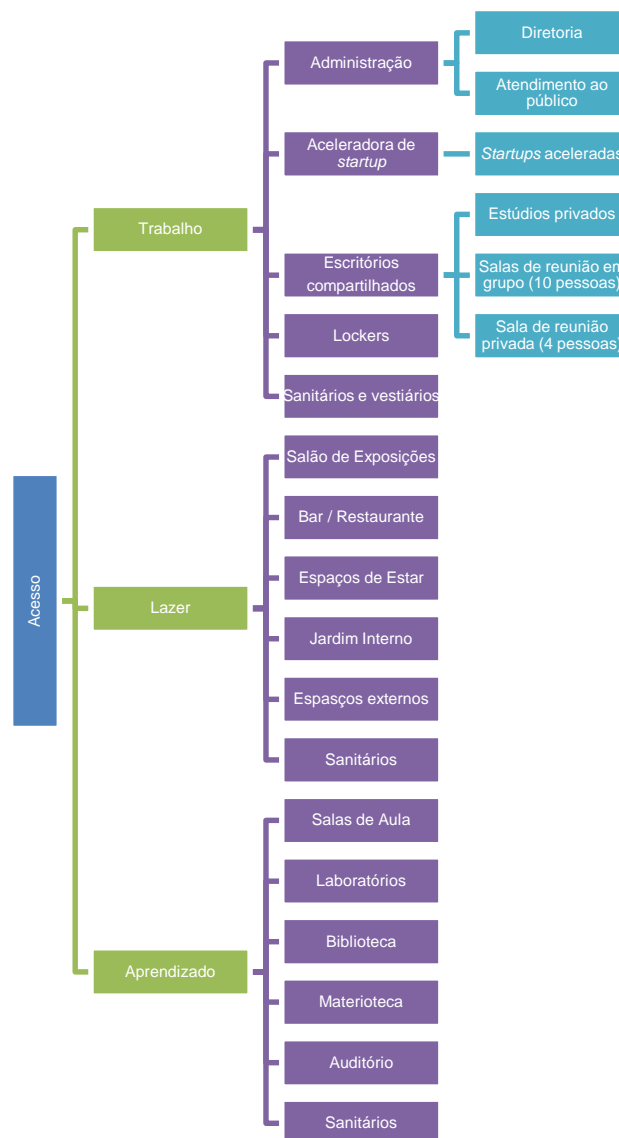 Acesso
Trabalho
Administração
Diretoria
Atendimento ao
público
Aceleradora de
startup
Startups aceleradas
Escritórios
compartilhados
Estúdios privados
Salas de reunião em
grupo (10 pessoas)
Sala de reunião
privada (4 pessoas)
Lockers
Sanitários e vestiários
Lazer
Salão de Exposições
Bar / Restaurante
Espaços de Estar
Jardim Interno
Espasços externos
Sanitários
Aprendizado
Salas de Aula
Laboratórios
Biblioteca
Materioteca
Auditório
Sanitários